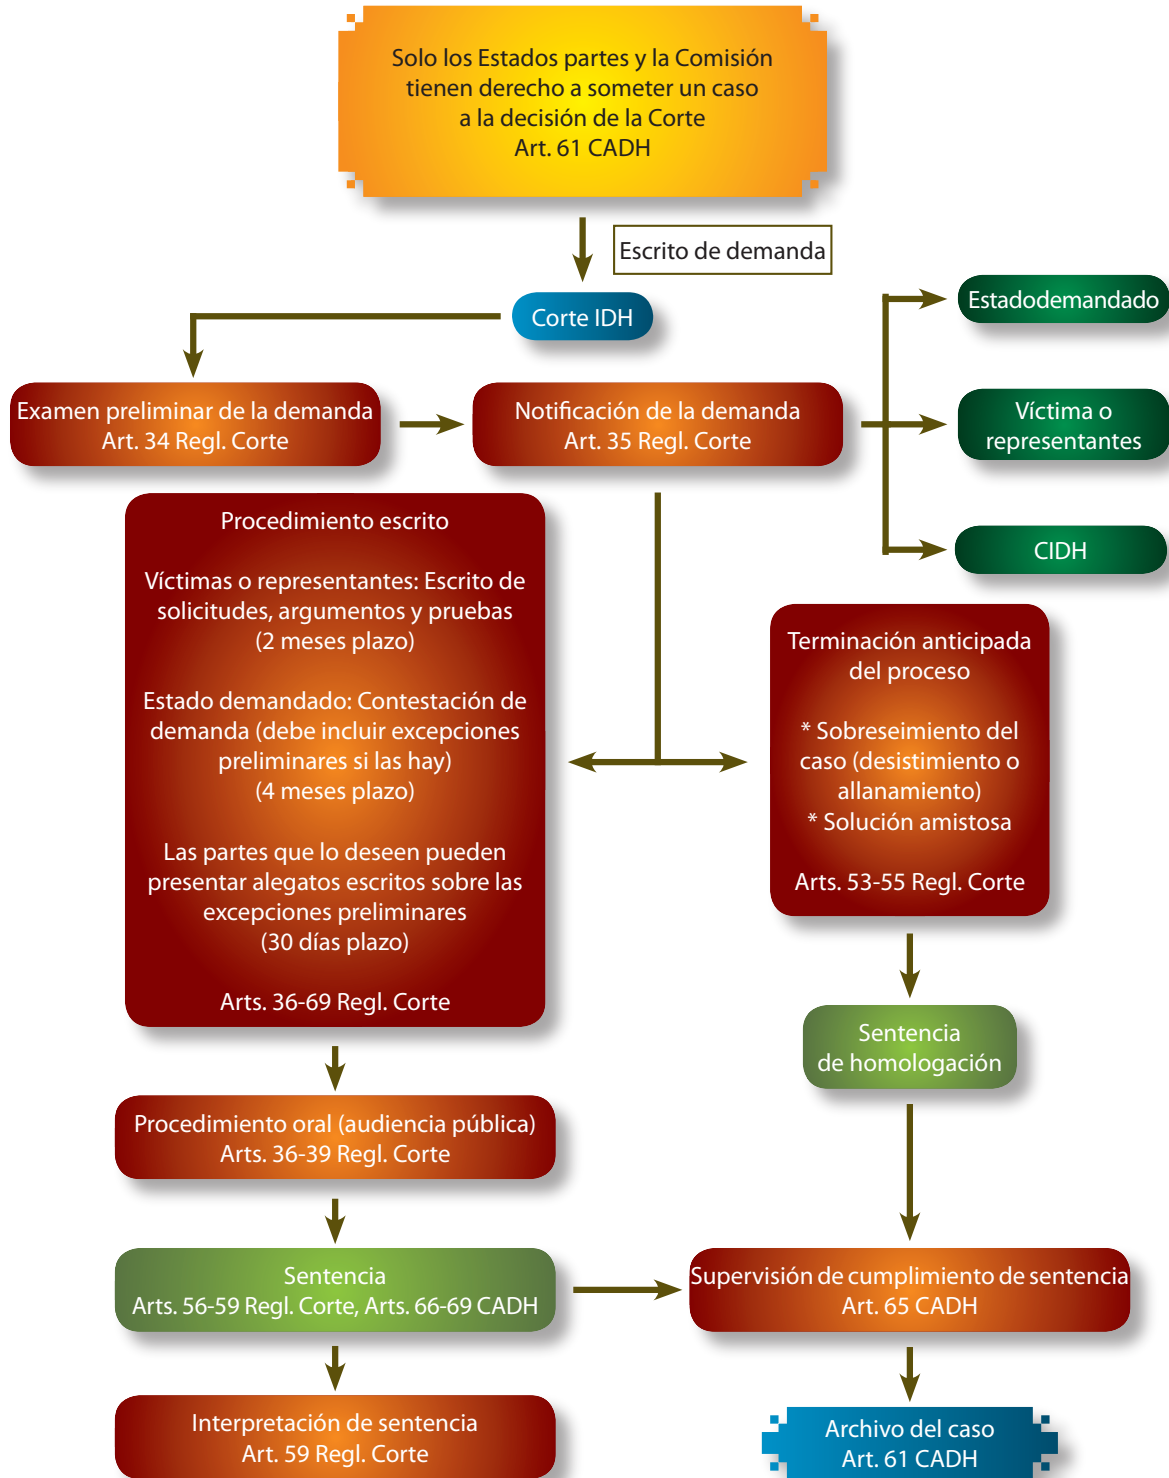 Solo los Estados partes y la Comisión
tienen derecho a someter un caso
a la decisión de la Corte
Art. 61 CADH
Escrito de demanda
Corte IDH
Examen preliminar de la demanda
Art. 34 Regl. Corte
Notificación de la demanda
Art. 35 Regl. Corte
Estadodemandado
Víctima o
representantes
CIDH
Procedimiento escrito
Víctimas o representantes: Escrito de
solicitudes, argumentos y pruebas
(2 meses plazo)
Estado demandado: Contestación de
demanda (debe incluir excepciones
preliminares si las hay)
(4 meses plazo)
Las partes que lo deseen pueden
presentar alegatos escritos sobre las
excepciones preliminares
(30 días plazo)
Arts. 36-69 Regl. Corte
Terminación anticipada
del proceso
* Sobreseimiento del
caso (desistimiento o
allanamiento)
* Solución amistosa
Arts. 53-55 Regl. Corte
Sentencia
de homologación
Procedimiento oral (audiencia pública)
Arts. 36-39 Regl. Corte
Sentencia
Arts. 56-59 Regl. Corte, Arts. 66-69 CADH
Supervisión de cumplimiento de sentencia
Art. 65 CADH
Interpretación de sentencia
Art. 59 Regl. Corte
Archivo del caso
Art. 61 CADH